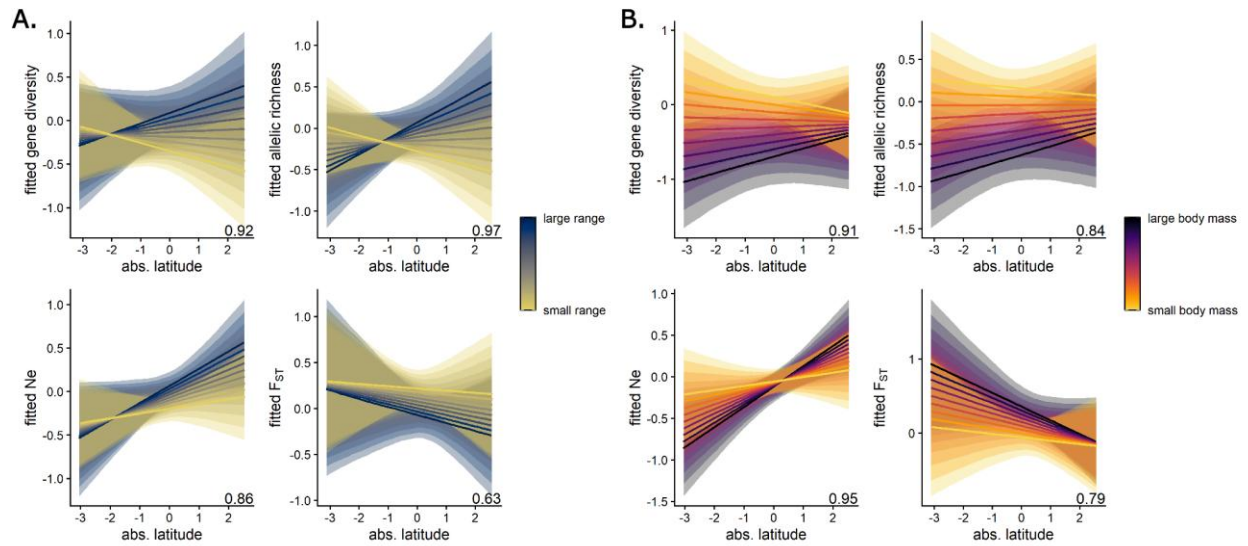 A.
fitted gene diversity
1.0
0.5
0.0
-0.5
-1.0
-3 -2 -1 0 1 2
abs. latitude
0.92
fitted allelic richness
1.0
0.5
0.0
-0.5
-1.0
-3 -2 -1 0 1 2
abs. latitude
0.97
large range
small range
fitted Ne
1.0
0.5
0.0
-0.5
-1.0
-3 -2 -1 0 1 2
abs. latitude
0.86
fitted FST
1.0
0.5
0.0
-0.5
-1.0
-3 -2 -1 0 1 2
abs. latitude
0.63
B.
fitted gene diversity
1
0
-1
-3 -2 -1 0 1 2
abs. latitude
0.91
fitted allelic richness
1.0
0.5
0.0
-0.5
-1.0
-1.5
-3 -2 -1 0 1 2
abs. latitude
0.84
large body mass
small body mass
fitted Ne
1.0
0.5
0.0
-0.5
-1.0
-1.5
-3 -2 -1 0 1 2
abs. latitude
0.95
fitted FST
1
0
-3 -2 -1 0 1 2
abs. latitude
0.79